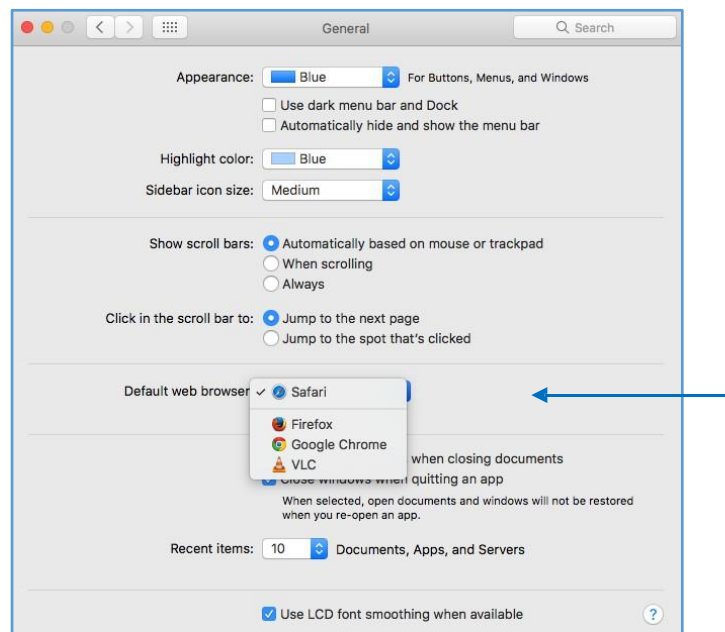 General
Search
Appearance: Blue For Buttons, Menus, and Windows
Use dark menu bar and Dock
Automatically hide and show the menu bar
Highlight color: Blue
Sidebar icon size: Medium
Show scroll bars: Automatically based on mouse or trackpad
When scrolling
Always
Click in the scroll bar to: Jump to the next page
Jump to the spot that's clicked
Default web browser Safari
Firefox
Google Chrome
VLC
when closing documents
Close windows when quitting an app
When selected, open documents and windows will not be restored
when you re-open an app.
Recent items: 10 Documents, Apps, and Servers
Use LCD font smoothing when available
?